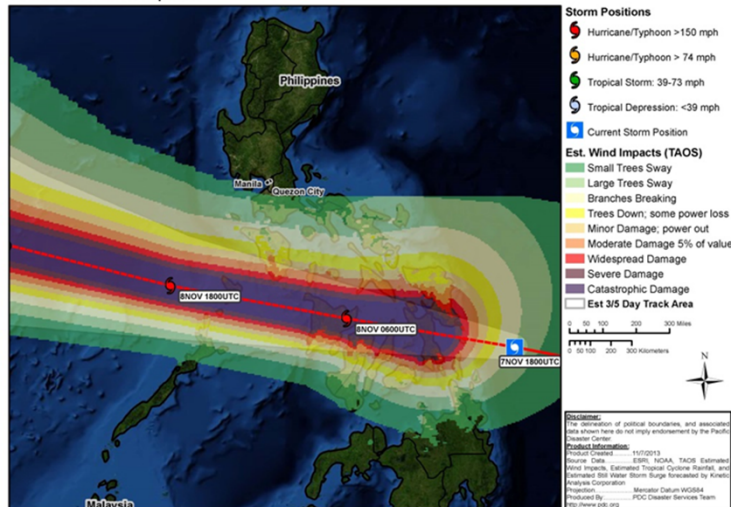 Philippines
Manila
Quezon City
8NOV 1800UTC
8NOV 0600UTC
7NOV 1800UTC
Malaysia
Storm Positions
Hurricane/Typhoon >150 mph
Hurricane/Typhoon > 74 mph
Tropical Storm: 39-73 mph
Tropical Depression: <39 mph
Current Storm Position
Est. Wind Impacts (TAOS)
Small Trees Sway
Large Trees Sway
Branches Breaking
Trees Down; some power loss
Minor Damage; power out
Moderate Damage 5% of value
Widespread Damage
Severe Damage
Catastrophic Damage
Est 3/5 Day Track Area
0 75 150 300 Miles
0 50 100 200 300 Kilometers
N
Disclaimer:
The delineation of political boundaries, and associated
data shown here do not imply endorsement by the Pacific
Disaster Center.
Product Information:
Product Created..........11/7/2013
Source Data..........ESRI, NOAA, TAOS Estimated
Wind Impacts, Estimated Tropical Cyclone Rainfall, and
Estimated Still Water Storm Surge forecasted by Kinetic
Analysis Corporation
Projection..........Mercator Datum WGS84
Produced By..........PDC Disaster Services Team
http://www.pdc.org